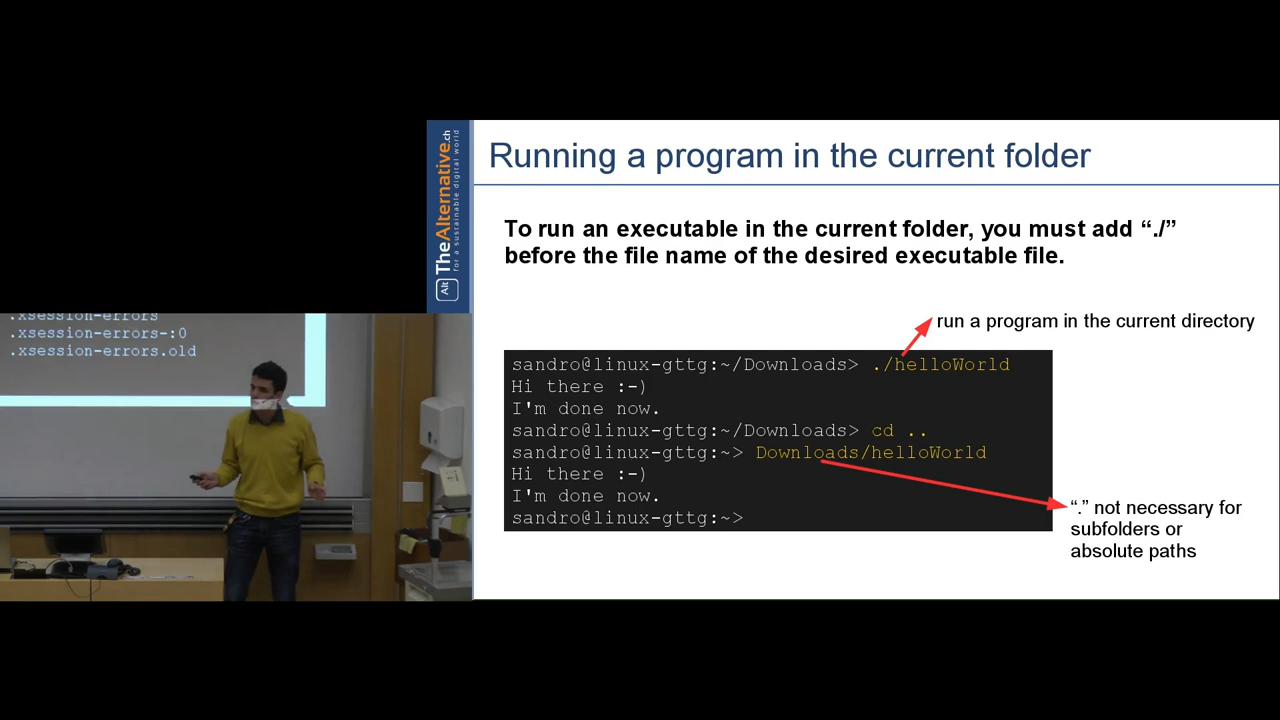 TheAlternative.ch
for a sustainable digital world
Alt
Running a program in the current folder
To run an executable in the current folder, you must add “./”
before the file name of the desired executable file.
run a program in the current directory
sandro@linux-gttg:~/Downloads> ./helloWorld
Hi there :-)
I'm done now.
sandro@linux-gttg:~/Downloads> cd ..
sandro@linux-gttg:~> Downloads/helloWorld
Hi there :-)
I'm done now.
sandro@linux-gttg:~>
“.” not necessary for
subfolders or
absolute paths
.xsession-errors
.xsession-errors-:0
.xsession-errors.old